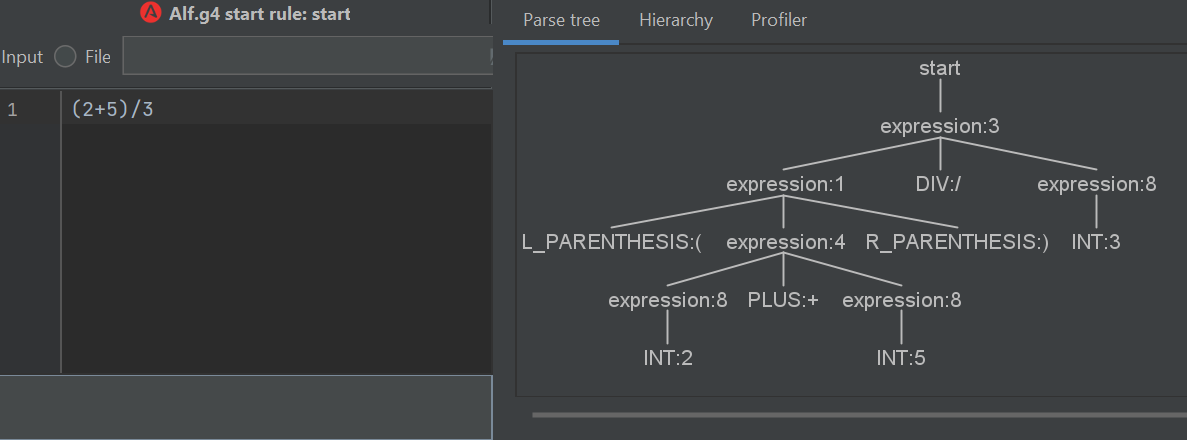 Alf.g4 start rule: start
Input File
1 (2+5)/3
Parse tree Hierarchy Profiler
start
expression:3
expression:1 DIV:/ expression:8
L_PARENTHESIS:( expression:4 R_PARENTHESIS:) INT:3
expression:8 PLUS:+ expression:8
INT:2 INT:5